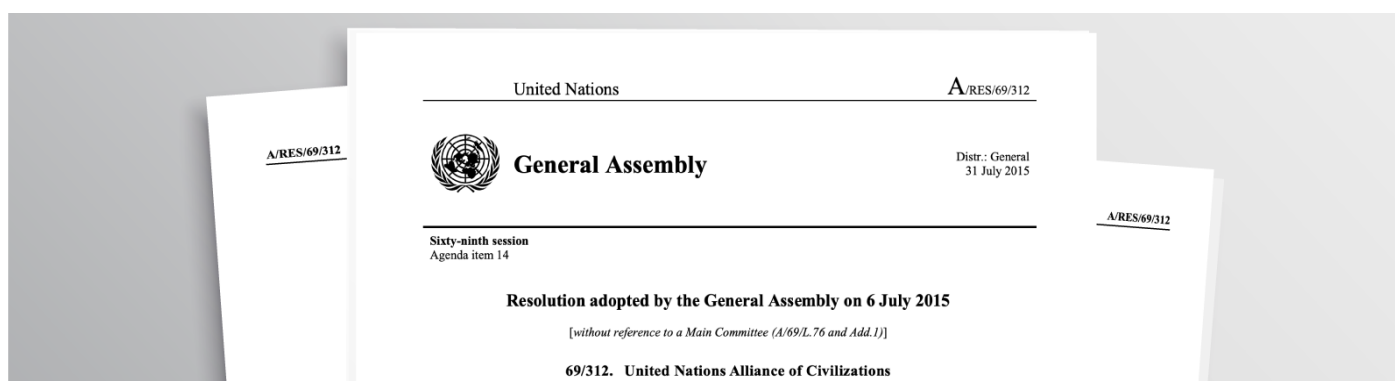 United Nations
A/RES/69/312
A/RES/69/312
General Assembly
Distr.: General
31 July 2015
A/RES/69/312
Sixty-ninth session
Agenda item 14
Resolution adopted by the General Assembly on 6 July 2015
[without reference to a Main Committee (A/69/L.76 and Add.1)]
69/312. United Nations Alliance of Civilizations